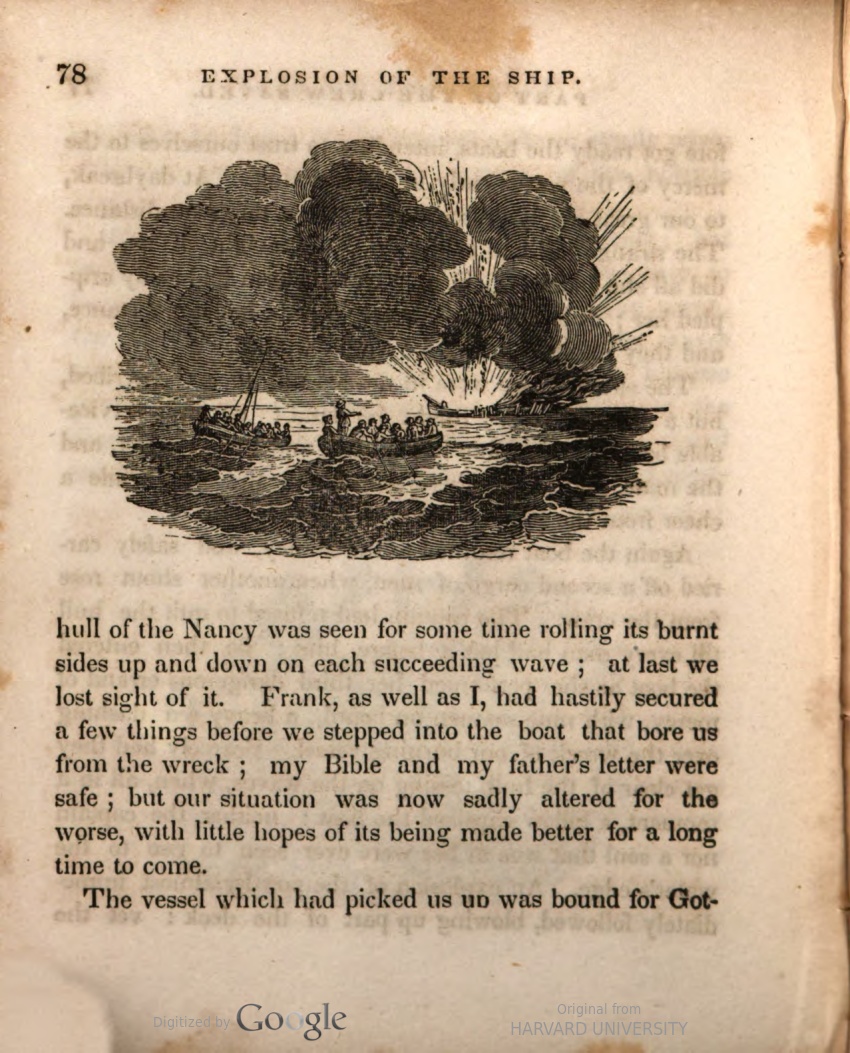 78
EXPLOSION OF THE SHIP.
hull of the Nancy was seen for some time rolling its burnt
sides up and down on each succeeding wave ; at last we
lost sight of it. Frank, as well as I, had hastily secured
a few things before we stepped into the boat that bore us
from the wreck ; my Bible and my father's letter were
safe ; but our situation was now sadly altered for the
worse, with little hopes of its being made better for a long
time to come.
The vessel which had picked us up was bound for Got-
Digitized by Google
Original from
HARVARD UNIVERSITY